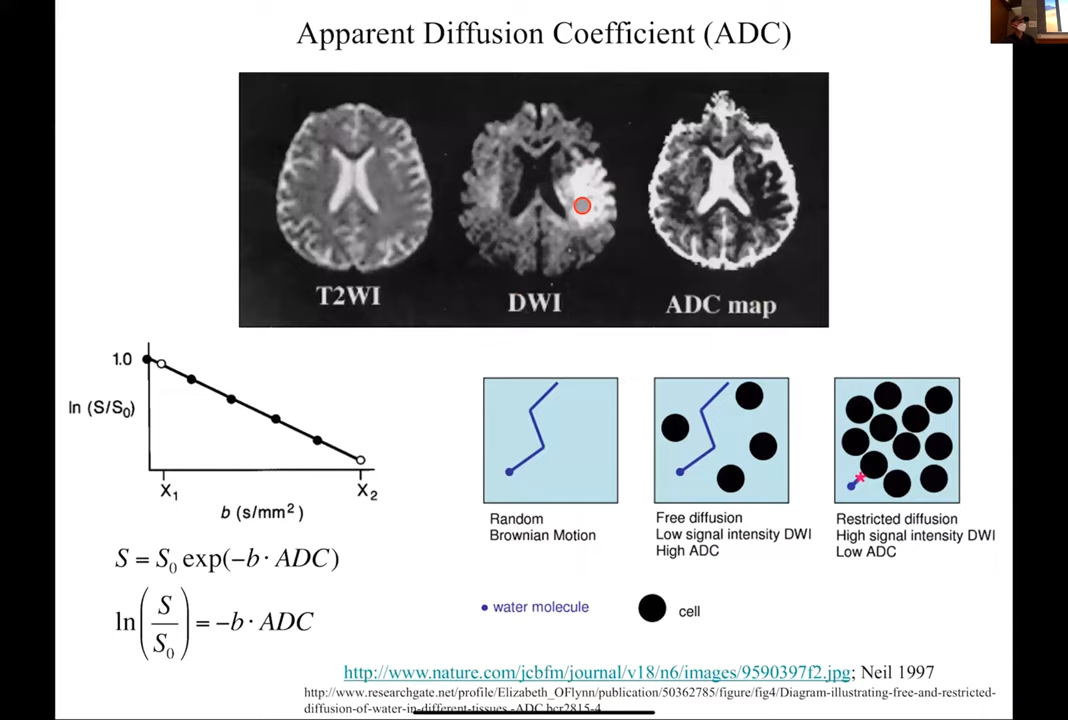 Apparent Diffusion Coefficient (ADC)
T2WI
DWI
ADC map
1.0
ln (S/S₀)
X₁
X₂
b (s/mm²)
S = S₀ exp(−b · ADC)
ln(S/S₀) = −b · ADC
Random
Brownian Motion
Free diffusion
Low signal intensity DWI
High ADC
Restricted diffusion
High signal intensity DWI
Low ADC
water molecule
cell
http://www.nature.com/jcbfm/journal/v18/n6/images/9590397f2.jpg; Neil 1997
http://www.researchgate.net/profile/Elizabeth_OFlynn/publication/50362785/figure/fig4/Diagram-illustrating-free-and-restricted-
diffusion-of-water-in-different-tissues.-ADC bcr2815-4